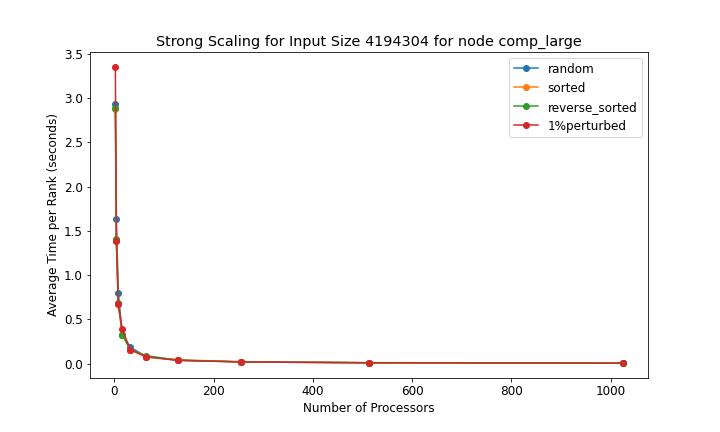 Strong Scaling for Input Size 4194304 for node comp_large
3.5
3.0
2.5
2.0
1.5
1.0
0.5
0.0
Average Time per Rank (seconds)
random
sorted
reverse_sorted
1%perturbed
0
200
400
600
800
1000
Number of Processors